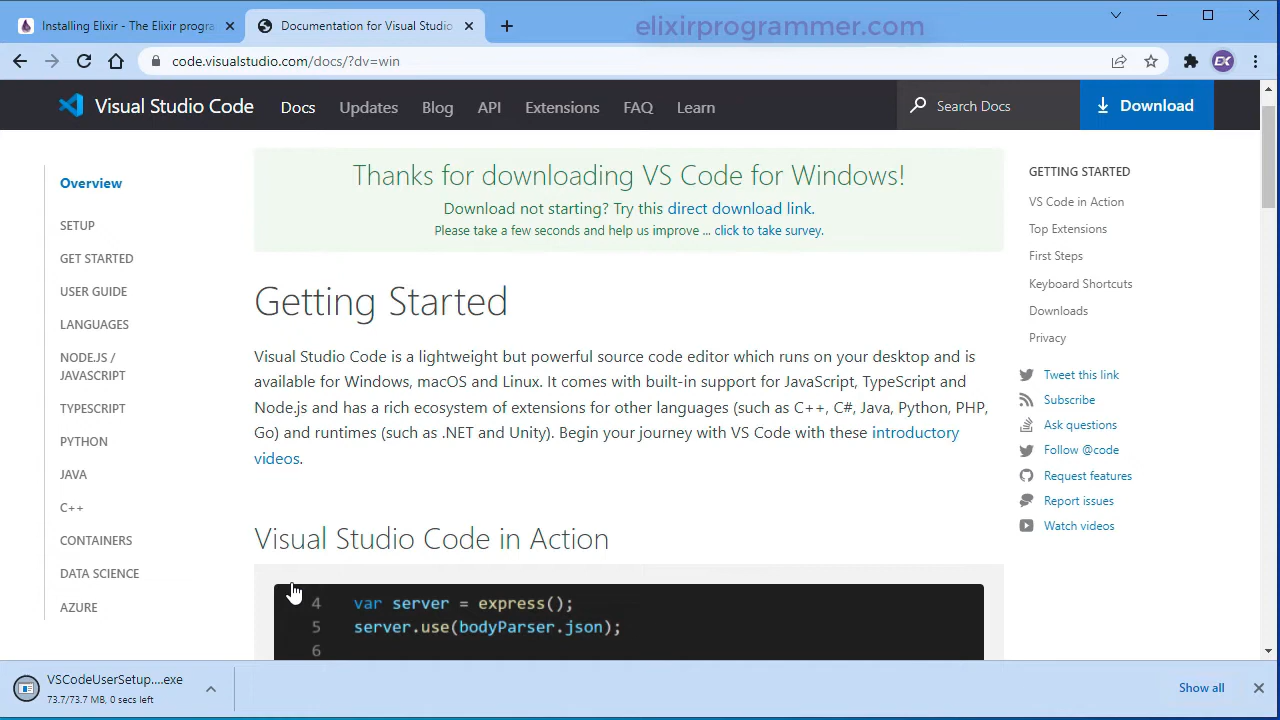 Installing Elixir - The Elixir progra
Documentation for Visual Studio
elixirprogrammer.com
code.visualstudio.com/docs/?dv=win
EX
Visual Studio Code
Docs
Updates
Blog
API
Extensions
FAQ
Learn
Search Docs
Download
Overview
SETUP
GET STARTED
USER GUIDE
LANGUAGES
NODE.JS /
JAVASCRIPT
TYPESCRIPT
PYTHON
JAVA
C++
CONTAINERS
DATA SCIENCE
AZURE
Thanks for downloading VS Code for Windows!
Download not starting? Try this direct download link.
Please take a few seconds and help us improve ... click to take survey.
Getting Started
Visual Studio Code is a lightweight but powerful source code editor which runs on your desktop and is
available for Windows, macOS and Linux. It comes with built-in support for JavaScript, TypeScript and
Node.js and has a rich ecosystem of extensions for other languages (such as C++, C#, Java, Python, PHP,
Go) and runtimes (such as .NET and Unity). Begin your journey with VS Code with these introductory
videos.
Visual Studio Code in Action
4 var server = express();
5 server.use(bodyParser.json);
6
GETTING STARTED
VS Code in Action
Top Extensions
First Steps
Keyboard Shortcuts
Downloads
Privacy
Tweet this link
Subscribe
Ask questions
Follow @code
Request features
Report issues
Watch videos
VSCodeUserSetup....exe
73.7/73.7 MB, 0 secs left
Show all